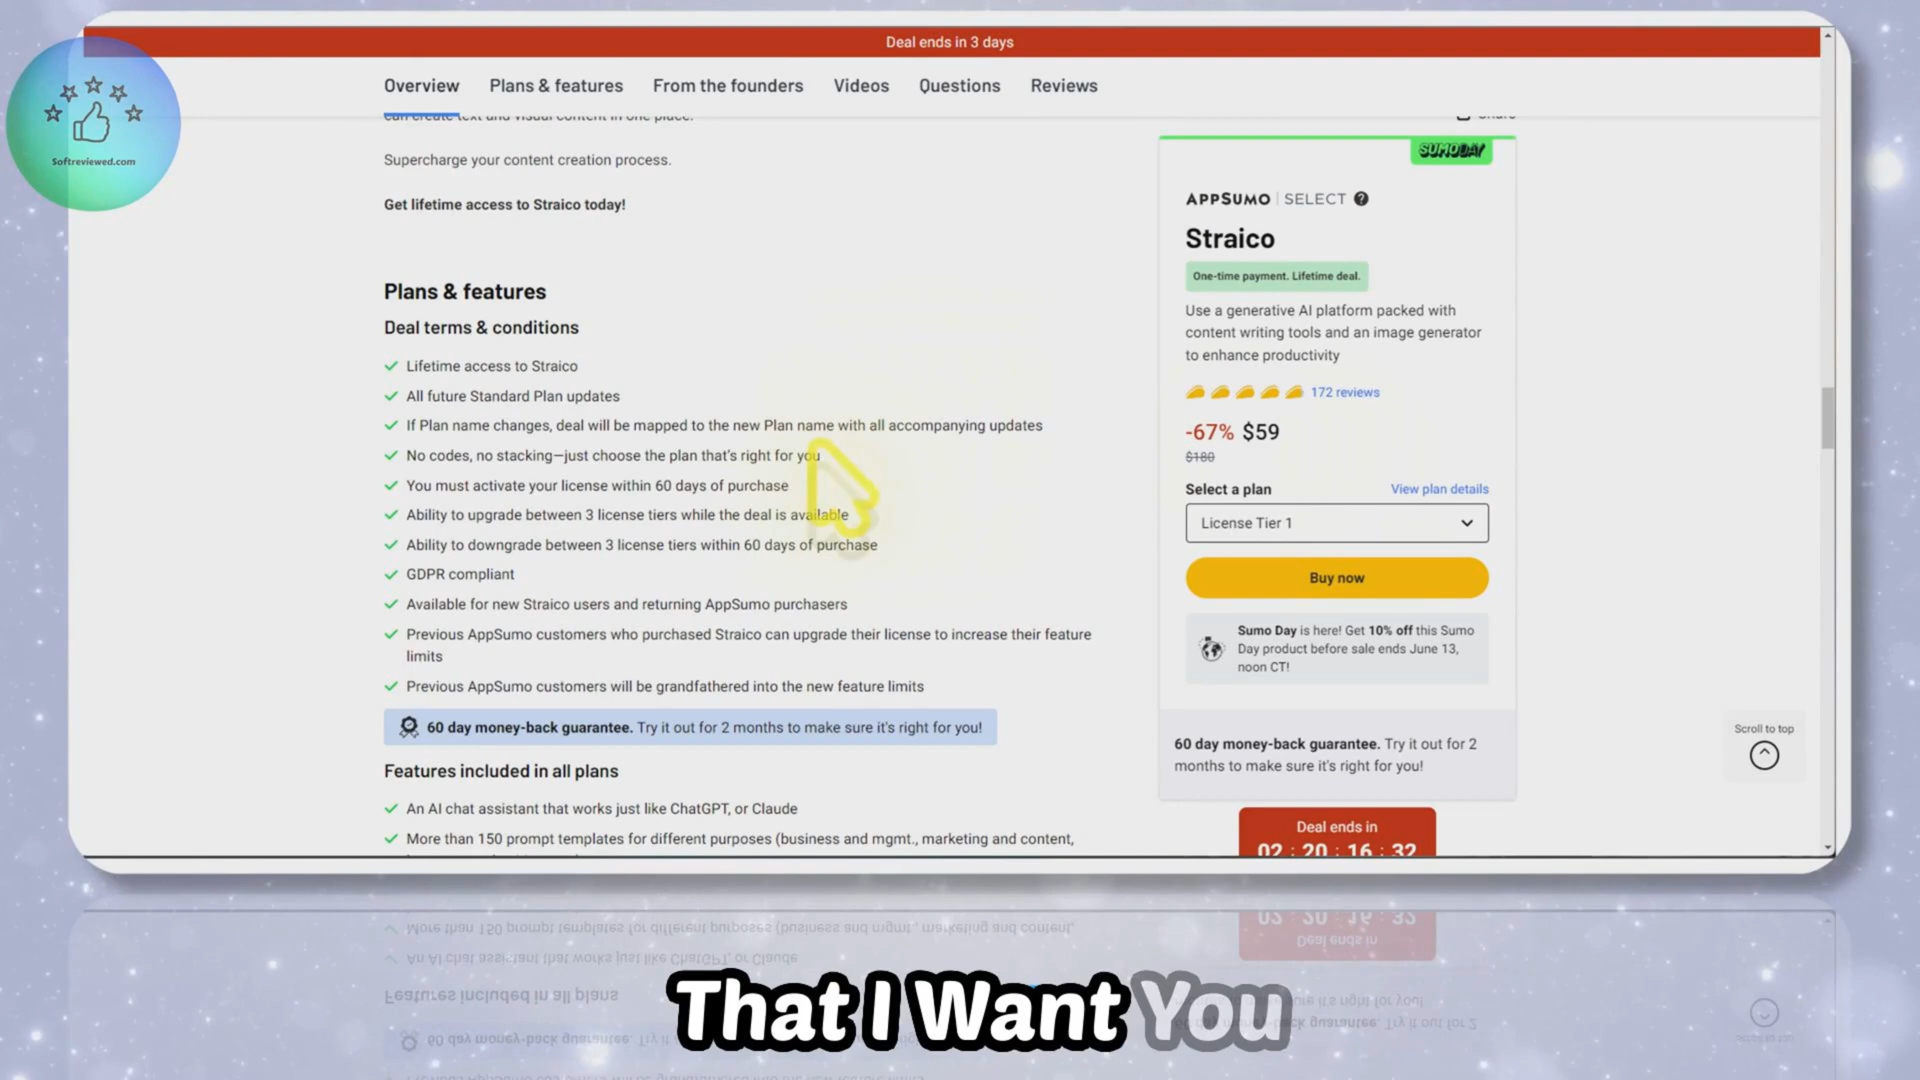 Deal ends in 3 days
Softreviewed.com
Overview Plans & features From the founders Videos Questions Reviews
can create text and visual content in one place.
Share
Supercharge your content creation process.
Get lifetime access to Straico today!
Plans & features
Deal terms & conditions
Lifetime access to Straico
All future Standard Plan updates
If Plan name changes, deal will be mapped to the new Plan name with all accompanying updates
No codes, no stacking—just choose the plan that's right for you
You must activate your license within 60 days of purchase
Ability to upgrade between 3 license tiers while the deal is available
Ability to downgrade between 3 license tiers within 60 days of purchase
GDPR compliant
Available for new Straico users and returning AppSumo purchasers
Previous AppSumo customers who purchased Straico can upgrade their license to increase their feature
limits
Previous AppSumo customers will be grandfathered into the new feature limits
60 day money-back guarantee. Try it out for 2 months to make sure it's right for you!
Features included in all plans
An AI chat assistant that works just like ChatGPT, or Claude
More than 150 prompt templates for different purposes (business and mgmt., marketing and content,
SUMODAY
APPSUMO | SELECT ?
Straico
One-time payment. Lifetime deal.
Use a generative AI platform packed with
content writing tools and an image generator
to enhance productivity
172 reviews
-67% $59
$180
Select a plan View plan details
License Tier 1
Buy now
Sumo Day is here! Get 10% off this Sumo
Day product before sale ends June 13,
noon CT!
60 day money-back guarantee. Try it out for 2
months to make sure it's right for you!
Deal ends in
02 : 20 : 16 : 32
Scroll to top
That I Want You